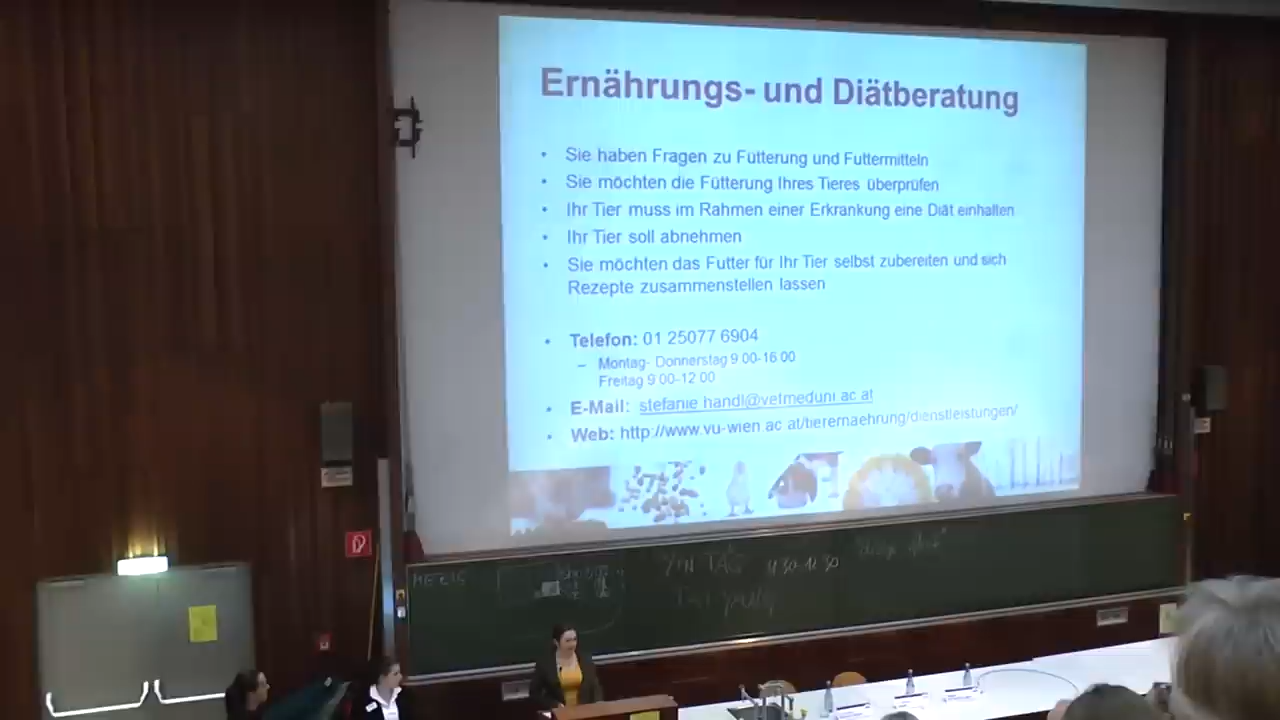 Ernährungs- und Diätberatung
• Sie haben Fragen zu Fütterung und Futtermitteln
• Sie möchten die Fütterung Ihres Tieres überprüfen
• Ihr Tier muss im Rahmen einer Erkrankung eine Diät einhalten
• Ihr Tier soll abnehmen
• Sie möchten das Futter für Ihr Tier selbst zubereiten und sich
Rezepte zusammenstellen lassen
• Telefon: 01 25077 6904
– Montag- Donnerstag 9.00-16.00
Freitag 9.00-12.00
• E-Mail: stefanie.handl@vetmeduni.ac.at
• Web: http://www.vu-wien.ac.at/tierernaehrung/dienstleistungen/